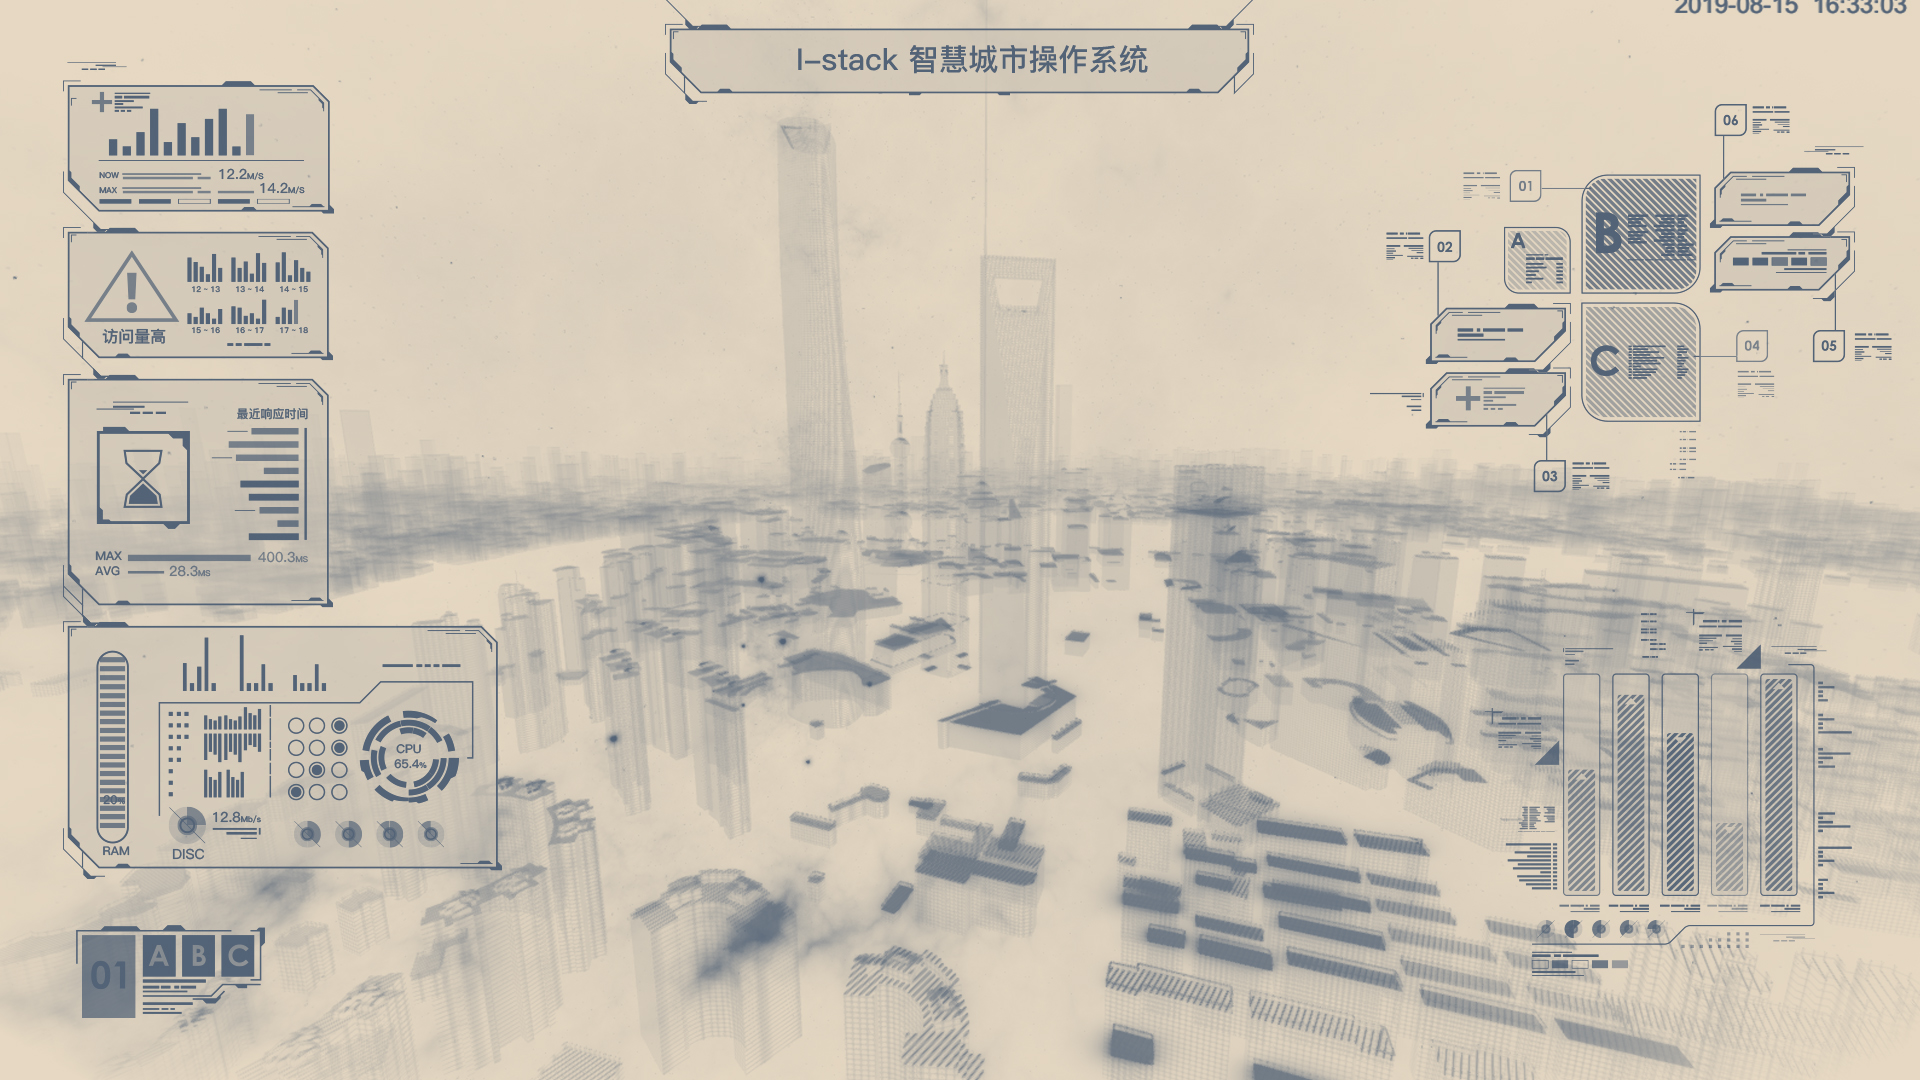 2019-08-15 16:33:03
I-stack 智慧城市操作系统
NOW 12.2M/S
MAX 14.2M/S
访问量高
12 ~ 13 13 ~ 14 14 ~ 15
15 ~ 16 16 ~ 17 17 ~ 18
最近响应时间
MAX 400.3MS
AVG 28.3MS
20%
RAM
CPU
65.4%
12.8Mb/s
DISC
01
A B C
06
01
02
A
B
C
04
05
03